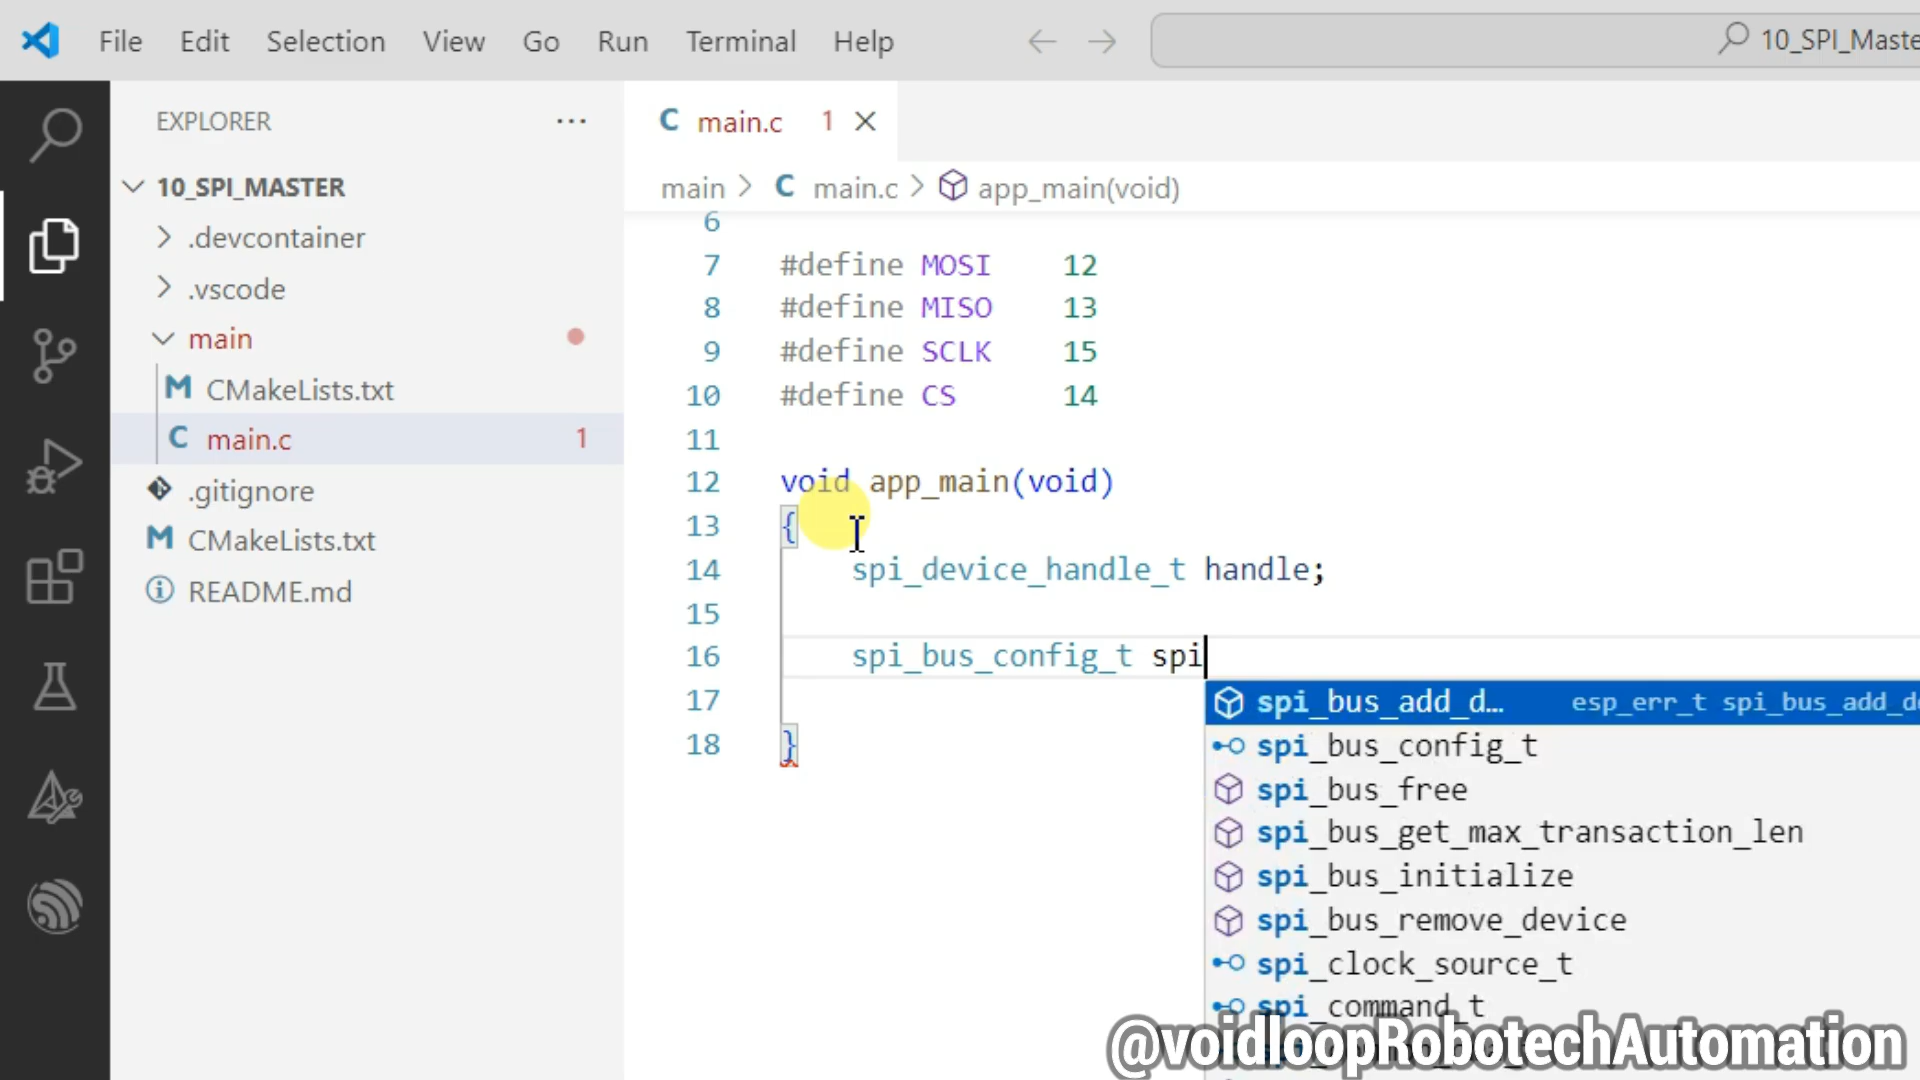 File Edit Selection View Go Run Terminal Help
10_SPI_Maste
EXPLORER
10_SPI_MASTER
.devcontainer
.vscode
main
CMakeLists.txt
main.c 1
.gitignore
CMakeLists.txt
README.md
main.c 1
main > main.c > app_main(void)
6
7 #define MOSI 12
8 #define MISO 13
9 #define SCLK 15
10 #define CS 14
11
12 void app_main(void)
13 {
14 spi_device_handle_t handle;
15
16 spi_bus_config_t spi
17
18 }
spi_bus_add_d… esp_err_t spi_bus_add_de
spi_bus_config_t
spi_bus_free
spi_bus_get_max_transaction_len
spi_bus_initialize
spi_bus_remove_device
spi_clock_source_t
spi_command_t
@voidloopRobotechAutomation